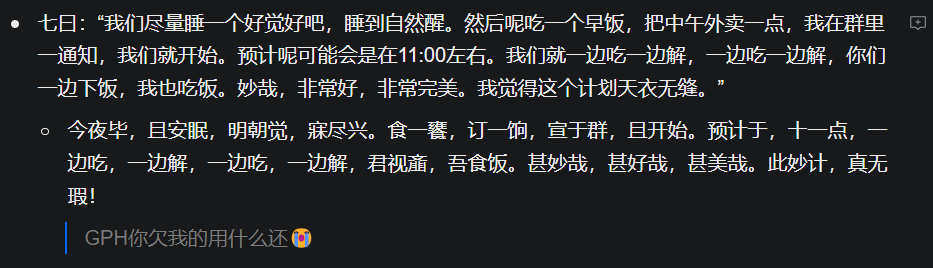 七曰：“我们尽量睡一个好觉好吧，睡到自然醒。然后呢吃一个早饭，把中午外卖一点，我在群里
一通知，我们就开始。预计呢可能会是在11:00左右。我们就一边吃一边解，一边吃一边解，你们
一边下饭，我也吃饭。妙哉，非常好，非常完美。我觉得这个计划天衣无缝。”
今夜毕，且安眠，明朝觉，寐尽兴。食一饔，订一饷，宣于群，且开始。预计于，十一点，一
边吃，一边解，一边吃，一边解，君视齑，吾食饭。甚妙哉，甚好哉，甚美哉。此妙计，真无
瑕！
GPH你欠我的用什么还😭